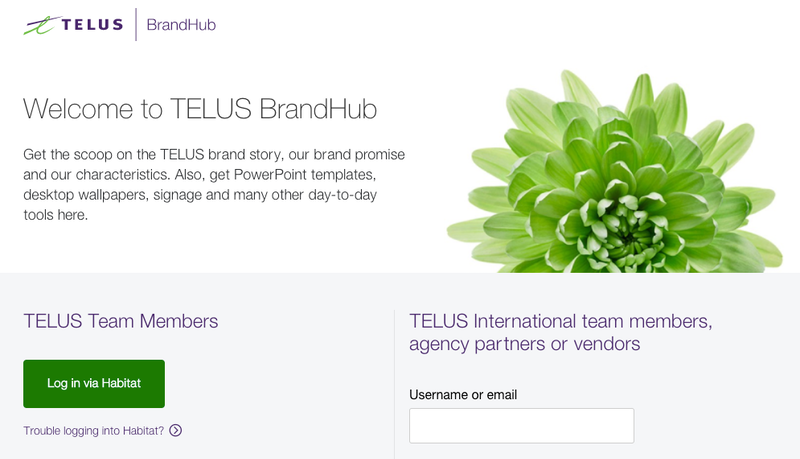 TELUS BrandHub
Welcome to TELUS BrandHub
Get the scoop on the TELUS brand story, our brand promise
and our characteristics. Also, get PowerPoint templates,
desktop wallpapers, signage and many other day-to-day
tools here.
TELUS Team Members
Log in via Habitat
Trouble logging into Habitat?
TELUS International team members,
agency partners or vendors
Username or email